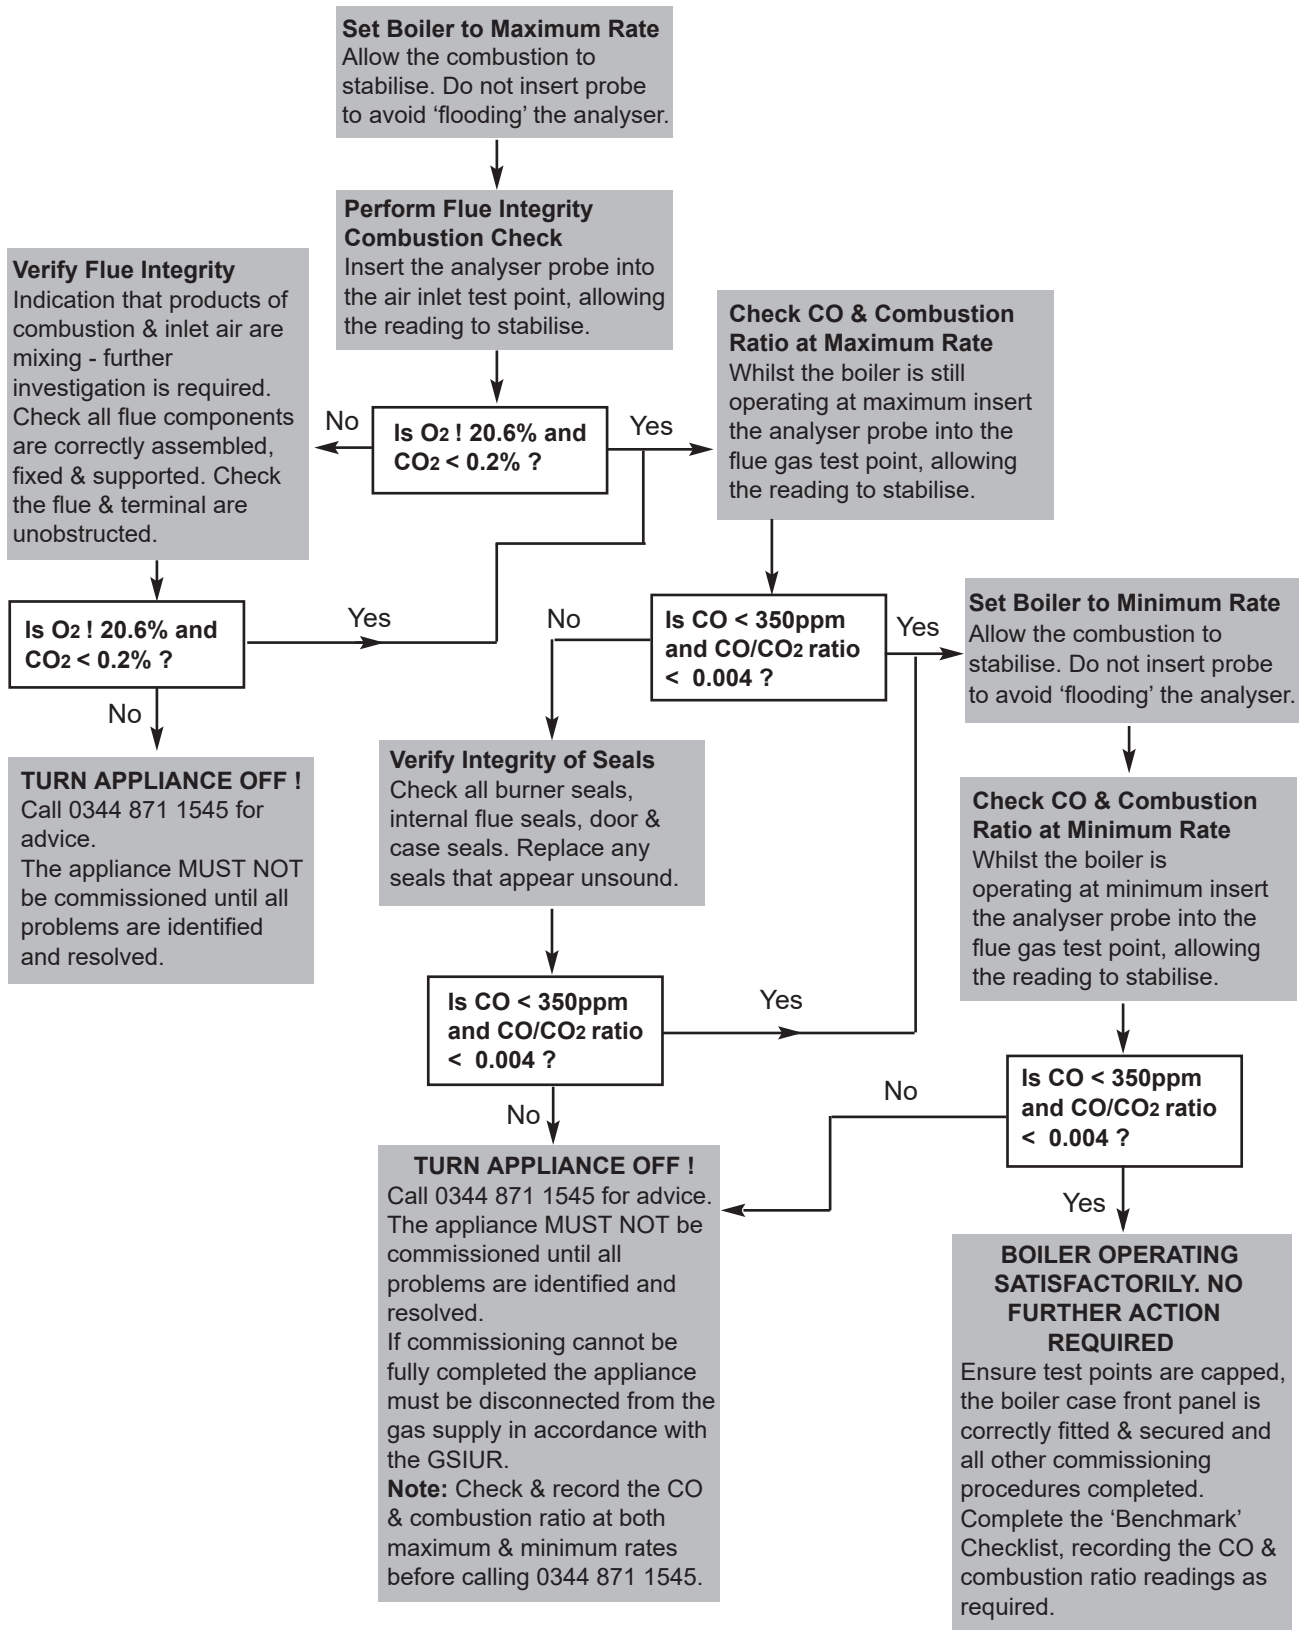 Set Boiler to Maximum Rate
Allow the combustion to
stabilise. Do not insert probe
to avoid ‘flooding’ the analyser.
Perform Flue Integrity
Combustion Check
Insert the analyser probe into
the air inlet test point, allowing
the reading to stabilise.
Is O2 ! 20.6% and
CO2 < 0.2% ?
No
Yes
Verify Flue Integrity
Indication that products of
combustion & inlet air are
mixing - further
investigation is required.
Check all flue components
are correctly assembled,
fixed & supported. Check
the flue & terminal are
unobstructed.
Is O2 ! 20.6% and
CO2 < 0.2% ?
Yes
No
TURN APPLIANCE OFF !
Call 0344 871 1545 for
advice.
The appliance MUST NOT
be commissioned until all
problems are identified
and resolved.
Check CO & Combustion
Ratio at Maximum Rate
Whilst the boiler is still
operating at maximum insert
the analyser probe into the
flue gas test point, allowing
the reading to stabilise.
Is CO < 350ppm
and CO/CO2 ratio
< 0.004 ?
No
Yes
Verify Integrity of Seals
Check all burner seals,
internal flue seals, door &
case seals. Replace any
seals that appear unsound.
Is CO < 350ppm
and CO/CO2 ratio
< 0.004 ?
Yes
No
TURN APPLIANCE OFF !
Call 0344 871 1545 for advice.
The appliance MUST NOT be
commissioned until all
problems are identified and
resolved.
If commissioning cannot be
fully completed the appliance
must be disconnected from the
gas supply in accordance with
the GSIUR.
Note: Check & record the CO
& combustion ratio at both
maximum & minimum rates
before calling 0344 871 1545.
Set Boiler to Minimum Rate
Allow the combustion to
stabilise. Do not insert probe
to avoid ‘flooding’ the analyser.
Check CO & Combustion
Ratio at Minimum Rate
Whilst the boiler is
operating at minimum insert
the analyser probe into the
flue gas test point, allowing
the reading to stabilise.
Is CO < 350ppm
and CO/CO2 ratio
< 0.004 ?
No
Yes
BOILER OPERATING
SATISFACTORILY. NO
FURTHER ACTION
REQUIRED
Ensure test points are capped,
the boiler case front panel is
correctly fitted & secured and
all other commissioning
procedures completed.
Complete the ‘Benchmark’
Checklist, recording the CO &
combustion ratio readings as
required.